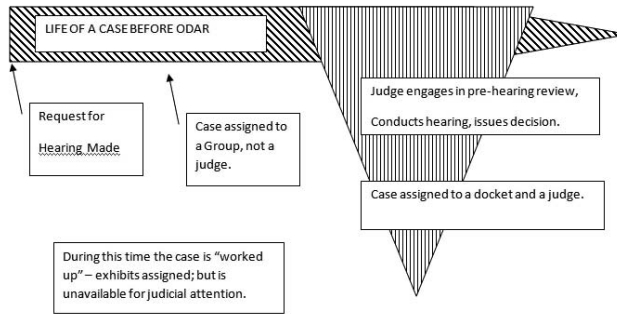 LIFE OF A CASE BEFORE ODAR
Request for
Hearing Made
Case assigned to
a Group, not a
judge.
Judge engages in pre-hearing review,
Conducts hearing, issues decision.
Case assigned to a docket and a judge.
During this time the case is “worked
up” – exhibits assigned; but is
unavailable for judicial attention.